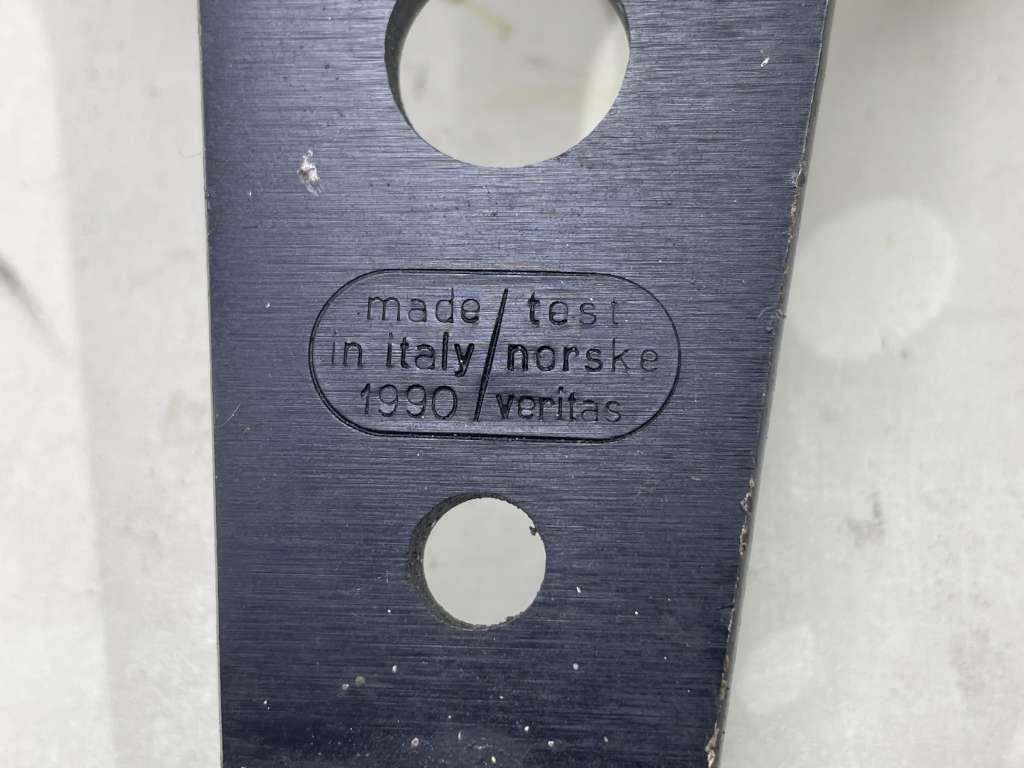 made / test
in italy / norske
1990 / veritas